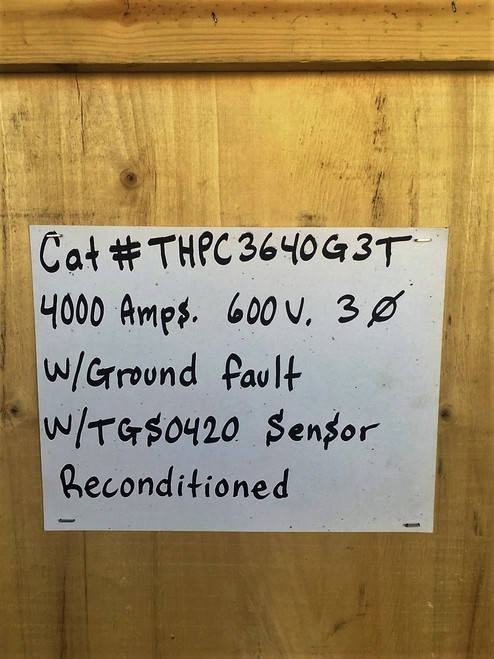 Cat # THPC3640G3T
4000 Amps. 600 V. 3 Ø
W/Ground fault
W/TGS0420 Sensor
Reconditioned